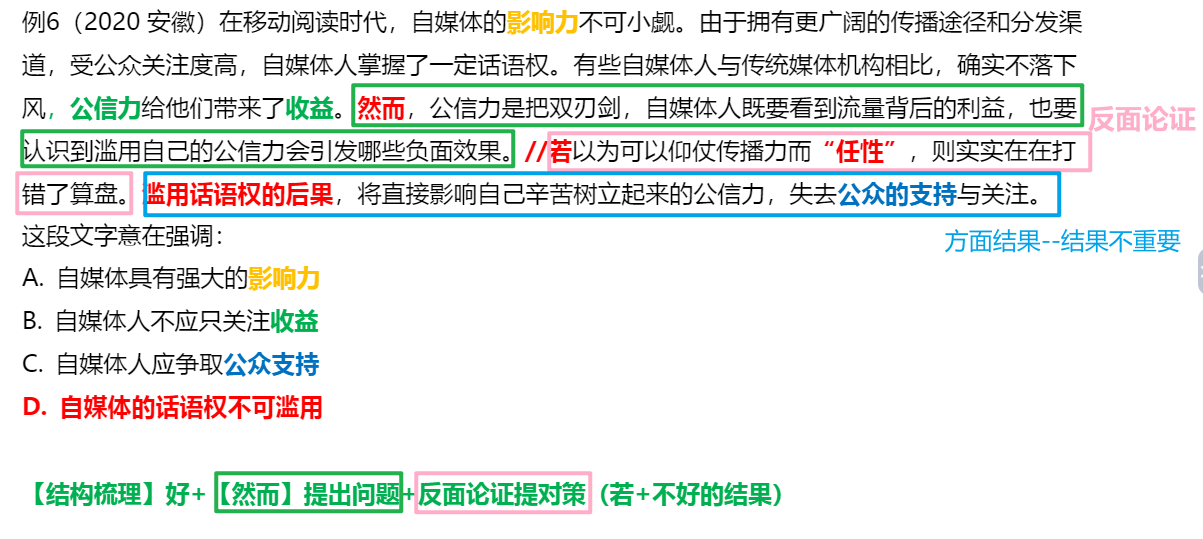 例6（2020 安徽）在移动阅读时代，自媒体的影响力不可小觑。由于拥有更广阔的传播途径和分发渠
道，受公众关注度高，自媒体人掌握了一定话语权。有些自媒体人与传统媒体机构相比，确实不落下
风，公信力给他们带来了收益。然而，公信力是把双刃剑，自媒体人既要看到流量背后的利益，也要
反面论证
认识到滥用自己的公信力会引发哪些负面效果。//若以为可以仰仗传播力而“任性”，则实实在在打
错了算盘。滥用话语权的后果，将直接影响自己辛苦树立起来的公信力，失去公众的支持与关注。
这段文字意在强调：
方面结果--结果不重要
A. 自媒体具有强大的影响力
B. 自媒体人不应只关注收益
C. 自媒体人应争取公众支持
D. 自媒体的话语权不可滥用
【结构梳理】好+【然而】提出问题+反面论证提对策（若+不好的结果）